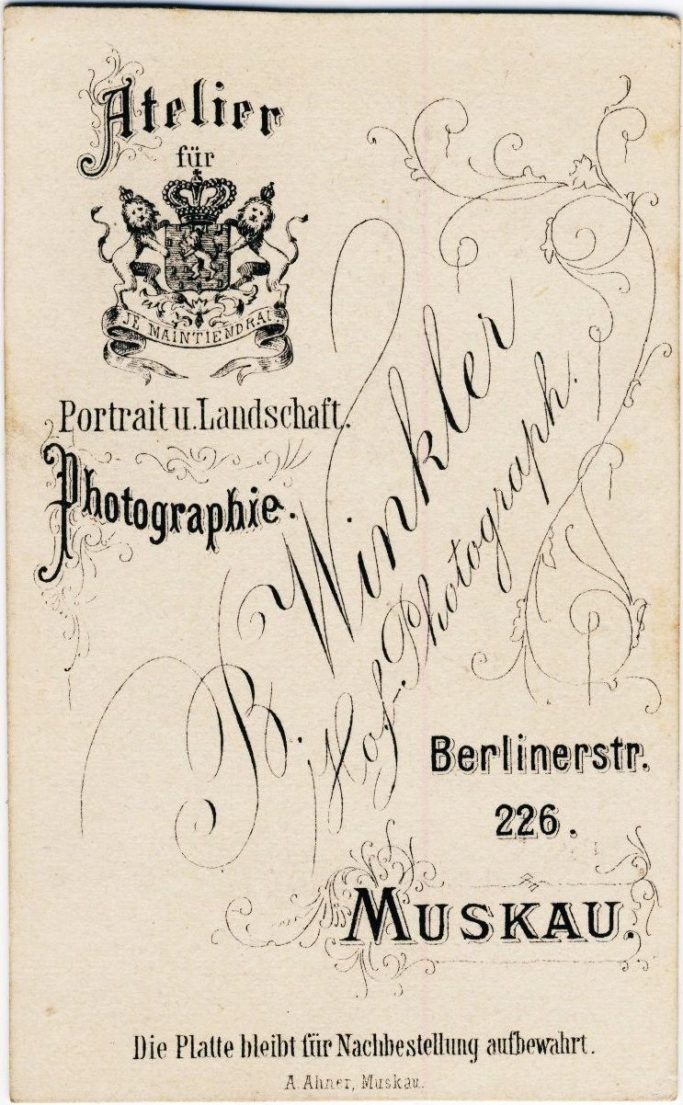 Atelier
für
JE MAINTIENDRAI.
Portrait u. Landschaft.
Photographie.
B. Winkler
Hof-Photograph.
Berlinerstr.
226.
MUSKAU.
Die Platte bleibt für Nachbestellung aufbewahrt.
A. Ahner, Muskau.